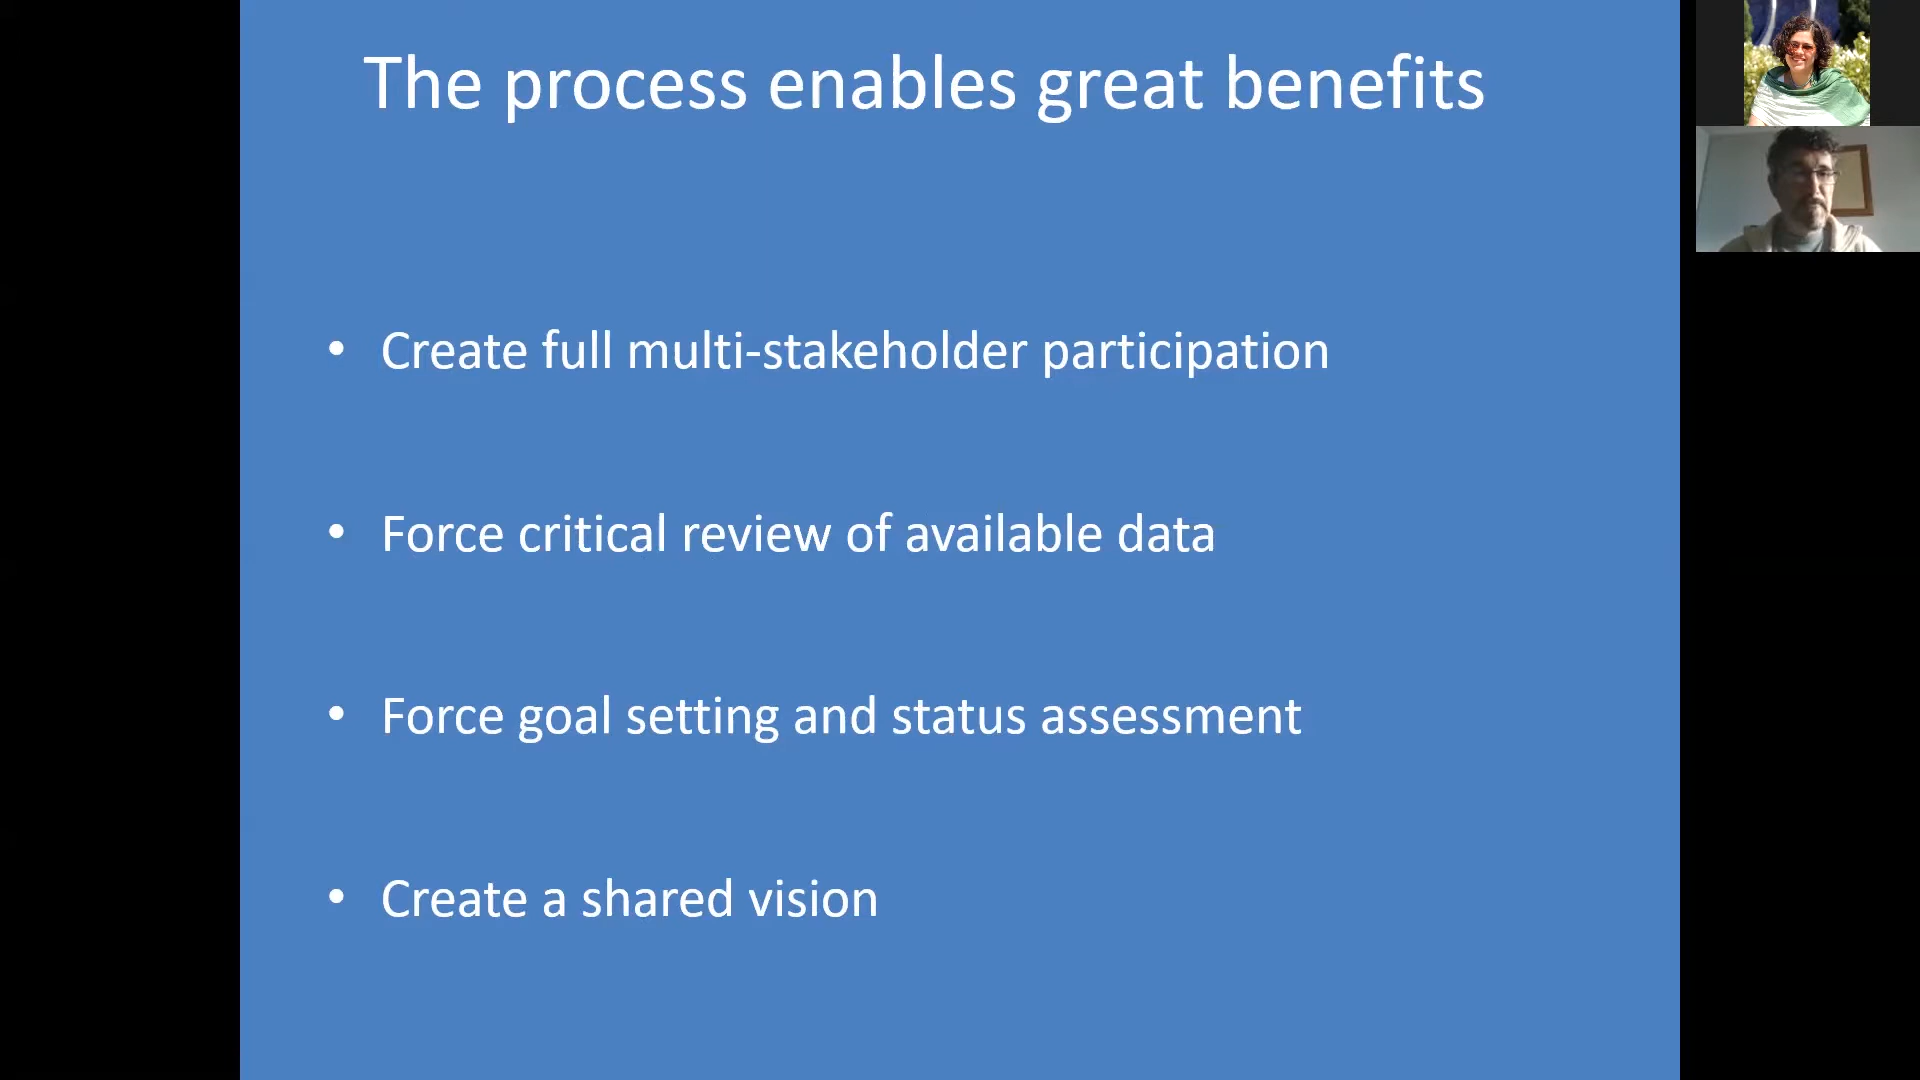 The process enables great benefits
• Create full multi-stakeholder participation
• Force critical review of available data
• Force goal setting and status assessment
• Create a shared vision